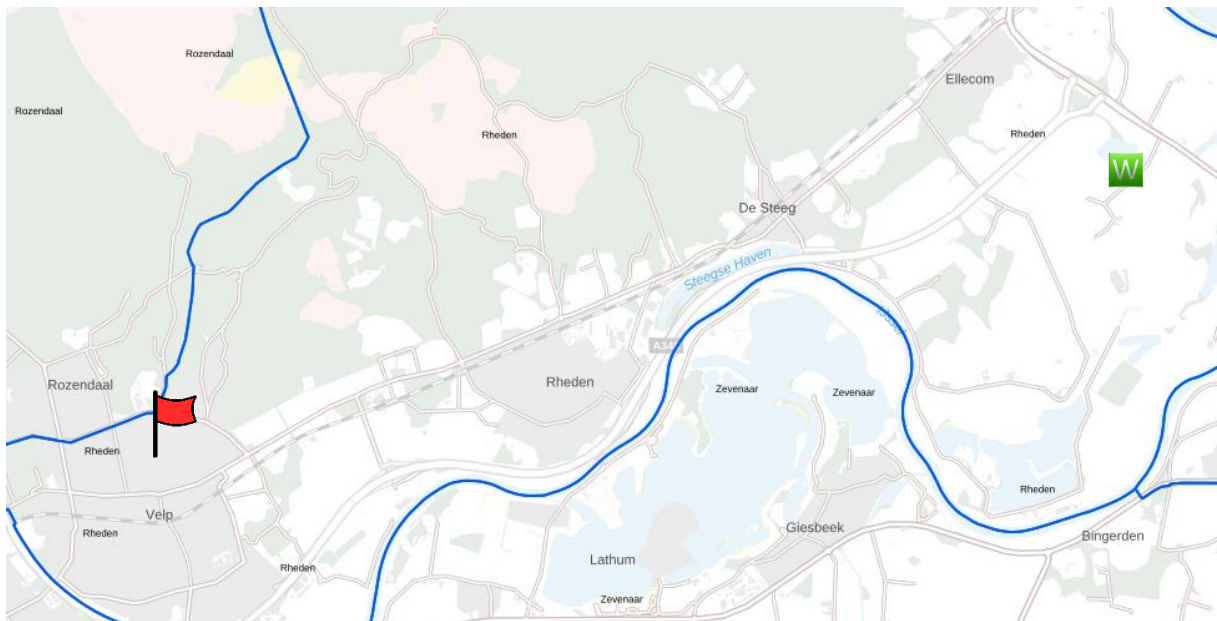 Rozendaal
Ellecom
Rozendaal
Rheden
Rheden
W
De Steeg
Steegse Haven
IJssel
A348
Rozendaal
Rheden
Zevenaar
Zevenaar
Rheden
Rheden
Velp
Giesbeek
Rheden
Bingerden
Lathum
Rheden
Zevenaar